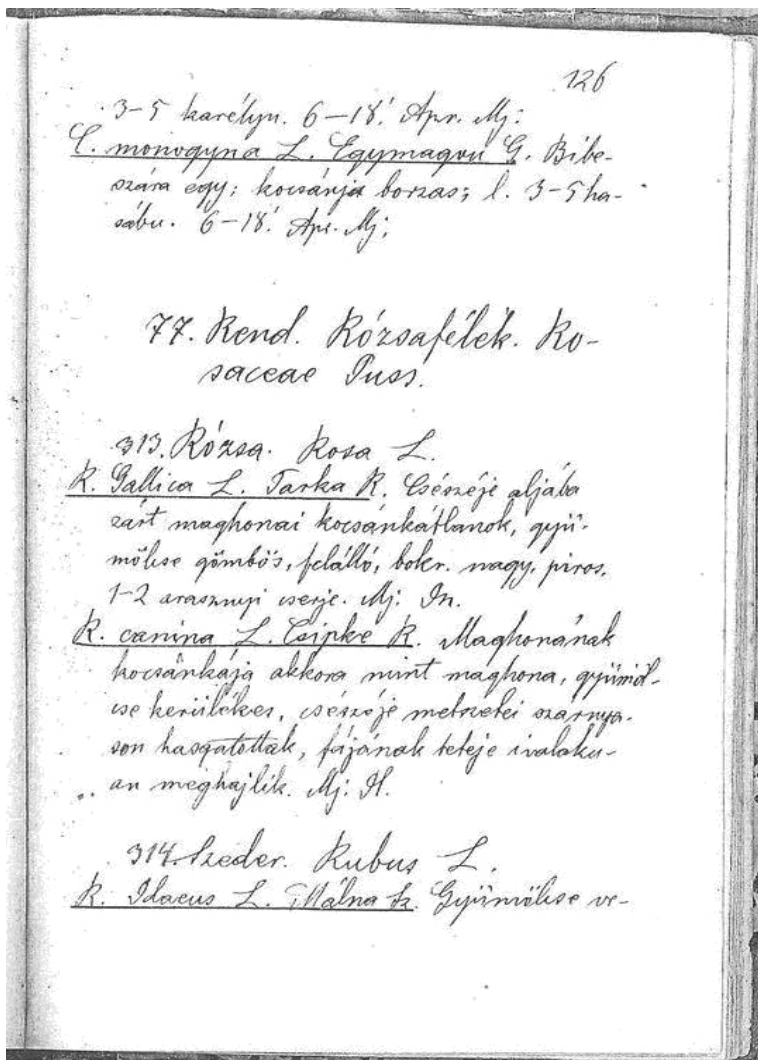 126
3-5 karélyu. 6-18.' Apr. Mj:
C. monogyna L. Egymagvú G. Bibe-
szára egy; kocsánja borzas; l. 3-5 ha-
sábu. 6-18.' Apr. Mj;
77. Rend. Rózsafélék. Ro-
saceae Juss.
313. Rózsa. Rosa L.
R. Gallica L. Tarka R. Csészéje aljába
zárt maghonai kocsánkátlanok, gyü-
mölcse gömbös, felálló, bokr. nagy, piros,
1-2 arasznyi cserje. Mj: Jn.
R. canina L. Csipke R. Maghonának
kocsánkája akkora mint maghona, gyümöl-
cse kerülékes, csészéje metszetei szárnya-
son hasgatottak, fájának teteje ivalaku-
an meghajlik. Mj:
314. Szeder. Rubus L.
R. Idaeus L. Málna Sz. Gyümölcse ve-